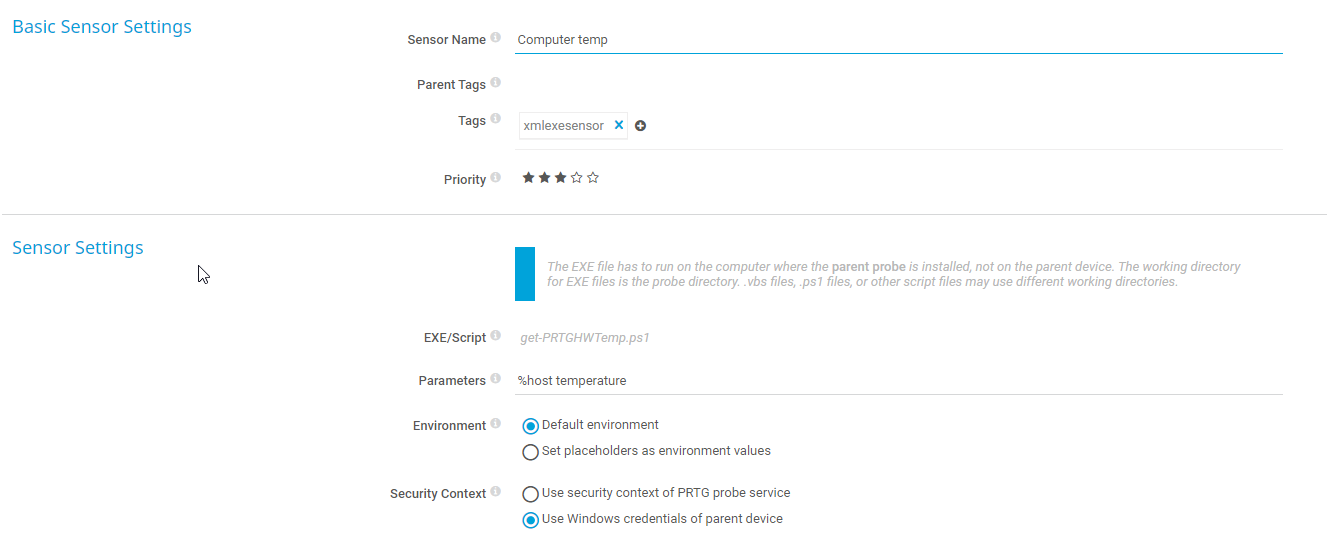 Basic Sensor Settings
Sensor Name
Computer temp
Parent Tags
Tags
xmlexesensor
Priority
Sensor Settings
The EXE file has to run on the computer where the parent probe is installed, not on the parent device. The working directory
for EXE files is the probe directory. .vbs files, .ps1 files, or other script files may use different working directories.
EXE/Script
get-PRTGHWTemp.ps1
Parameters
%host temperature
Environment
Default environment
Set placeholders as environment values
Security Context
Use security context of PRTG probe service
Use Windows credentials of parent device